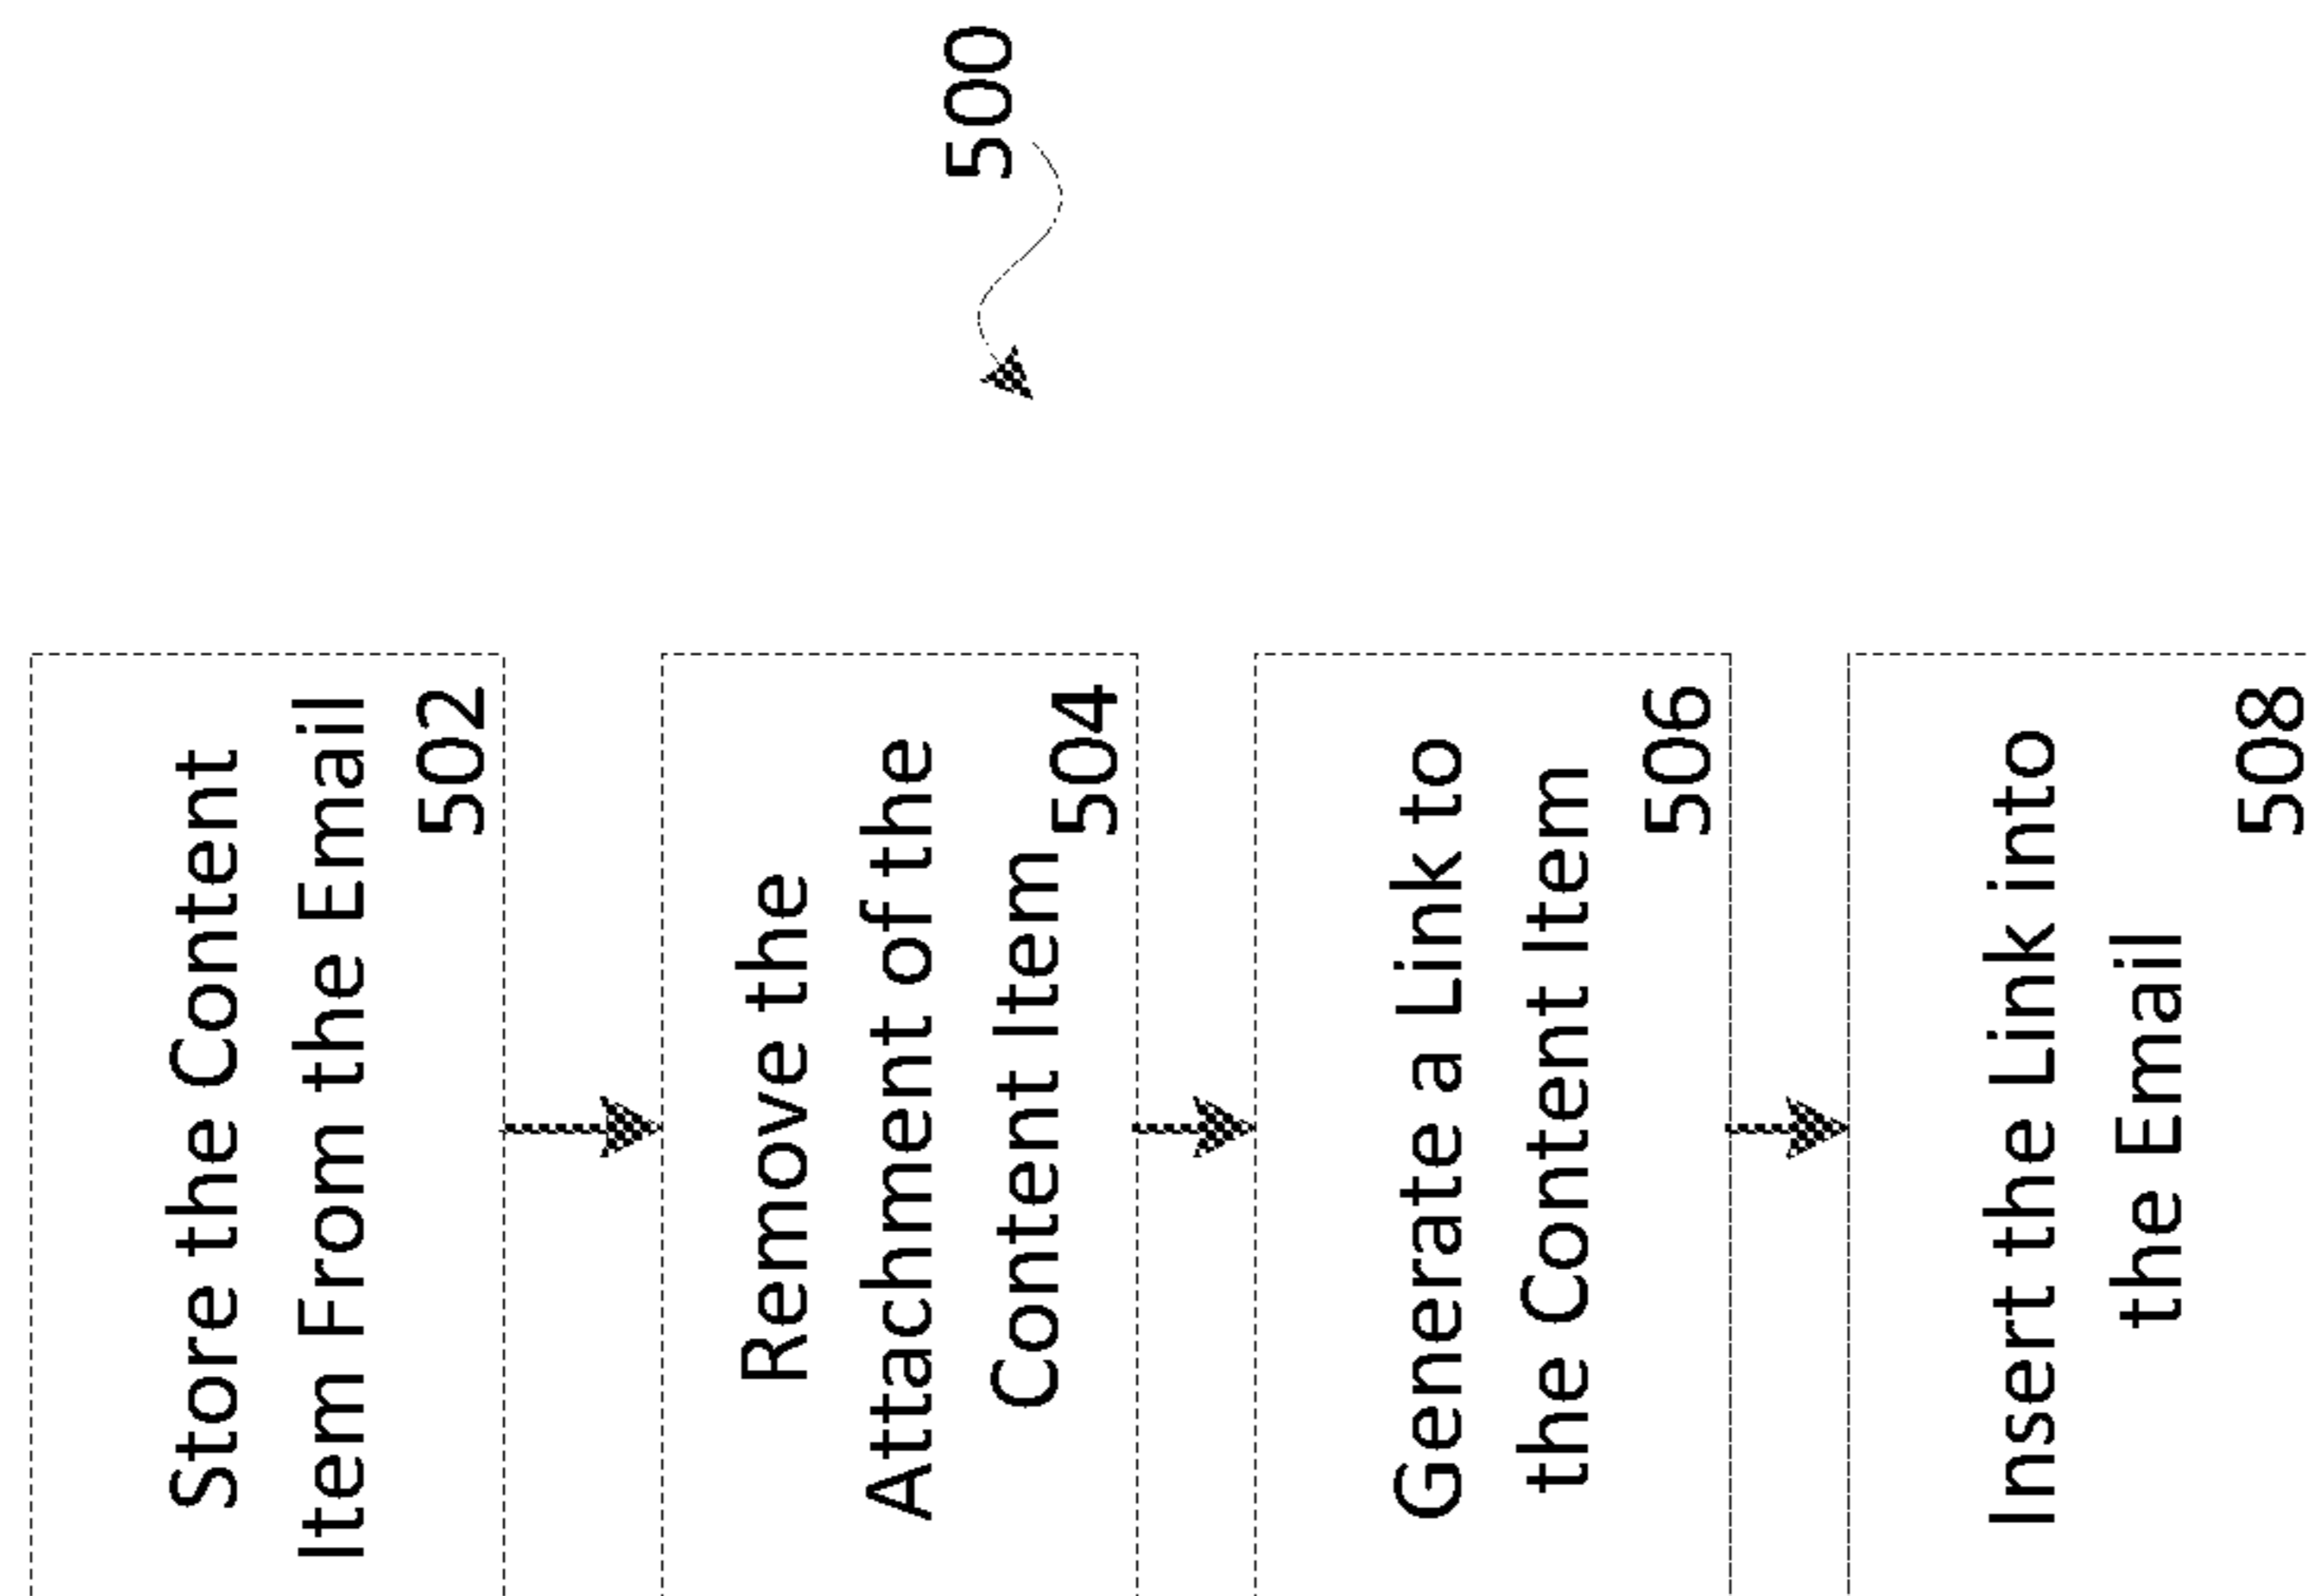 500
Store the Content
Item From the Email
502
Remove the
Attachment of the
Content Item
504
Generate a Link to
the Content Item
506
Insert the Link into
the Email
508